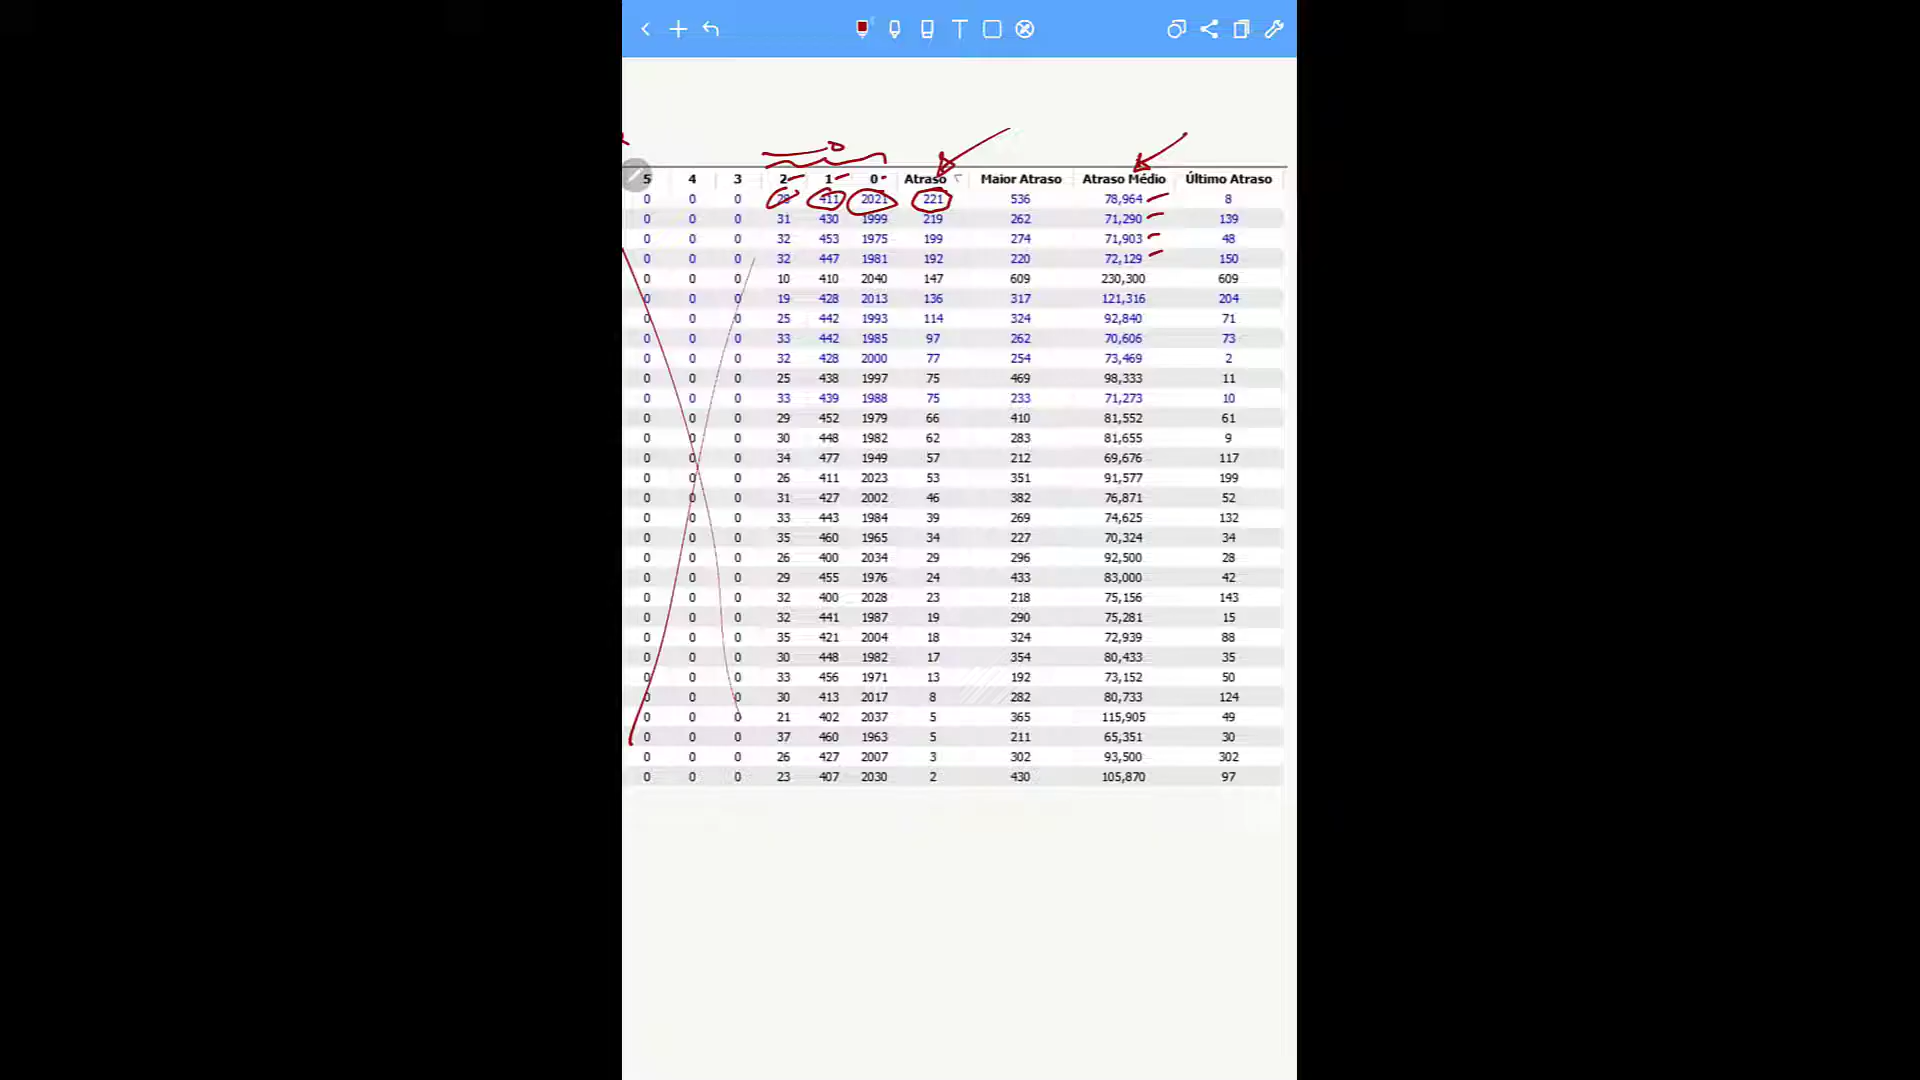 5 4 3 2 1 0 Atraso Maior Atraso Atraso Médio Último Atraso
0 0 0 28 411 2021 221 536 78,964 8
0 0 0 31 430 1999 219 262 71,290 139
0 0 0 32 453 1975 199 274 71,903 48
0 0 0 32 447 1981 192 220 72,129 150
0 0 0 10 410 2040 147 609 230,300 609
0 0 0 19 428 2013 136 317 121,316 204
0 0 0 25 442 1993 114 324 92,840 71
0 0 0 33 442 1985 97 262 70,606 73
0 0 0 32 428 2000 77 254 73,469 2
0 0 0 25 438 1997 75 469 98,333 11
0 0 0 33 439 1988 75 233 71,273 10
0 0 0 29 452 1979 66 410 81,552 61
0 0 0 30 448 1982 62 283 81,655 9
0 0 0 34 477 1949 57 212 69,676 117
0 0 0 26 411 2023 53 351 91,577 199
0 0 0 31 427 2002 46 382 76,871 52
0 0 0 33 443 1984 39 269 74,625 132
0 0 0 35 460 1965 34 227 70,324 34
0 0 0 26 400 2034 29 296 92,500 28
0 0 0 29 455 1976 24 433 83,000 42
0 0 0 32 400 2028 23 218 75,156 143
0 0 0 32 441 1987 19 290 75,281 15
0 0 0 35 421 2004 18 324 72,939 88
0 0 0 30 448 1982 17 354 80,433 35
0 0 0 33 456 1971 13 192 73,152 50
0 0 0 30 413 2017 8 282 80,733 124
0 0 0 21 402 2037 5 365 115,905 49
0 0 0 37 460 1963 5 211 65,351 30
0 0 0 26 427 2007 3 302 93,500 302
0 0 0 23 407 2030 2 430 105,870 97